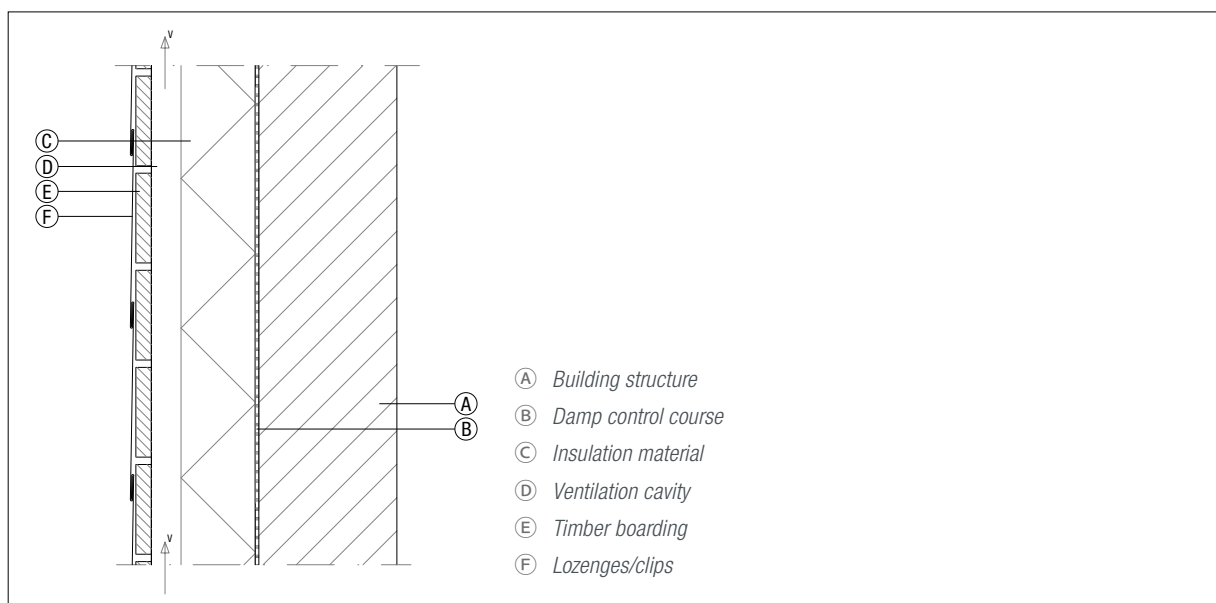 v
C
D
E
F
A
B
A Building structure
B Damp control course
C Insulation material
D Ventilation cavity
E Timber boarding
F Lozenges/clips
v